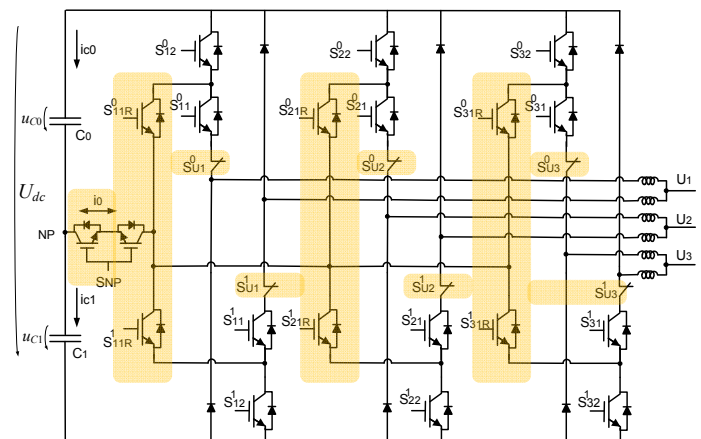 ic0
S⁰12
S⁰22
S⁰32
S⁰11R
S⁰11
S⁰21R
S⁰21
S⁰31R
S⁰31
uC0
C0
S⁰U1
S⁰U2
S⁰U3
Udc
i0
U1
NP
U2
SNP
U3
ic1
S¹U1
S¹U2
S¹U3
uC1
C1
S¹11R
S¹11
S¹21R
S¹21
S¹31R
S¹31
S¹12
S¹22
S¹32